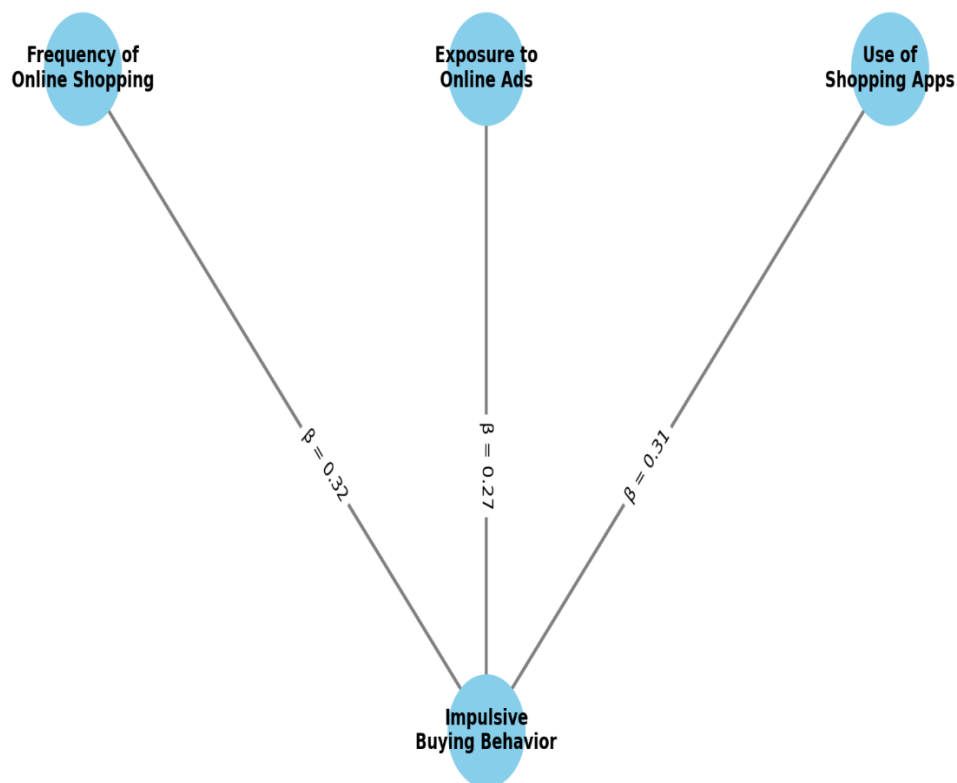 Frequency of
Online Shopping
Exposure to
Online Ads
Use of
Shopping Apps
β = 0.32
β = 0.27
β = 0.31
Impulsive
Buying Behavior